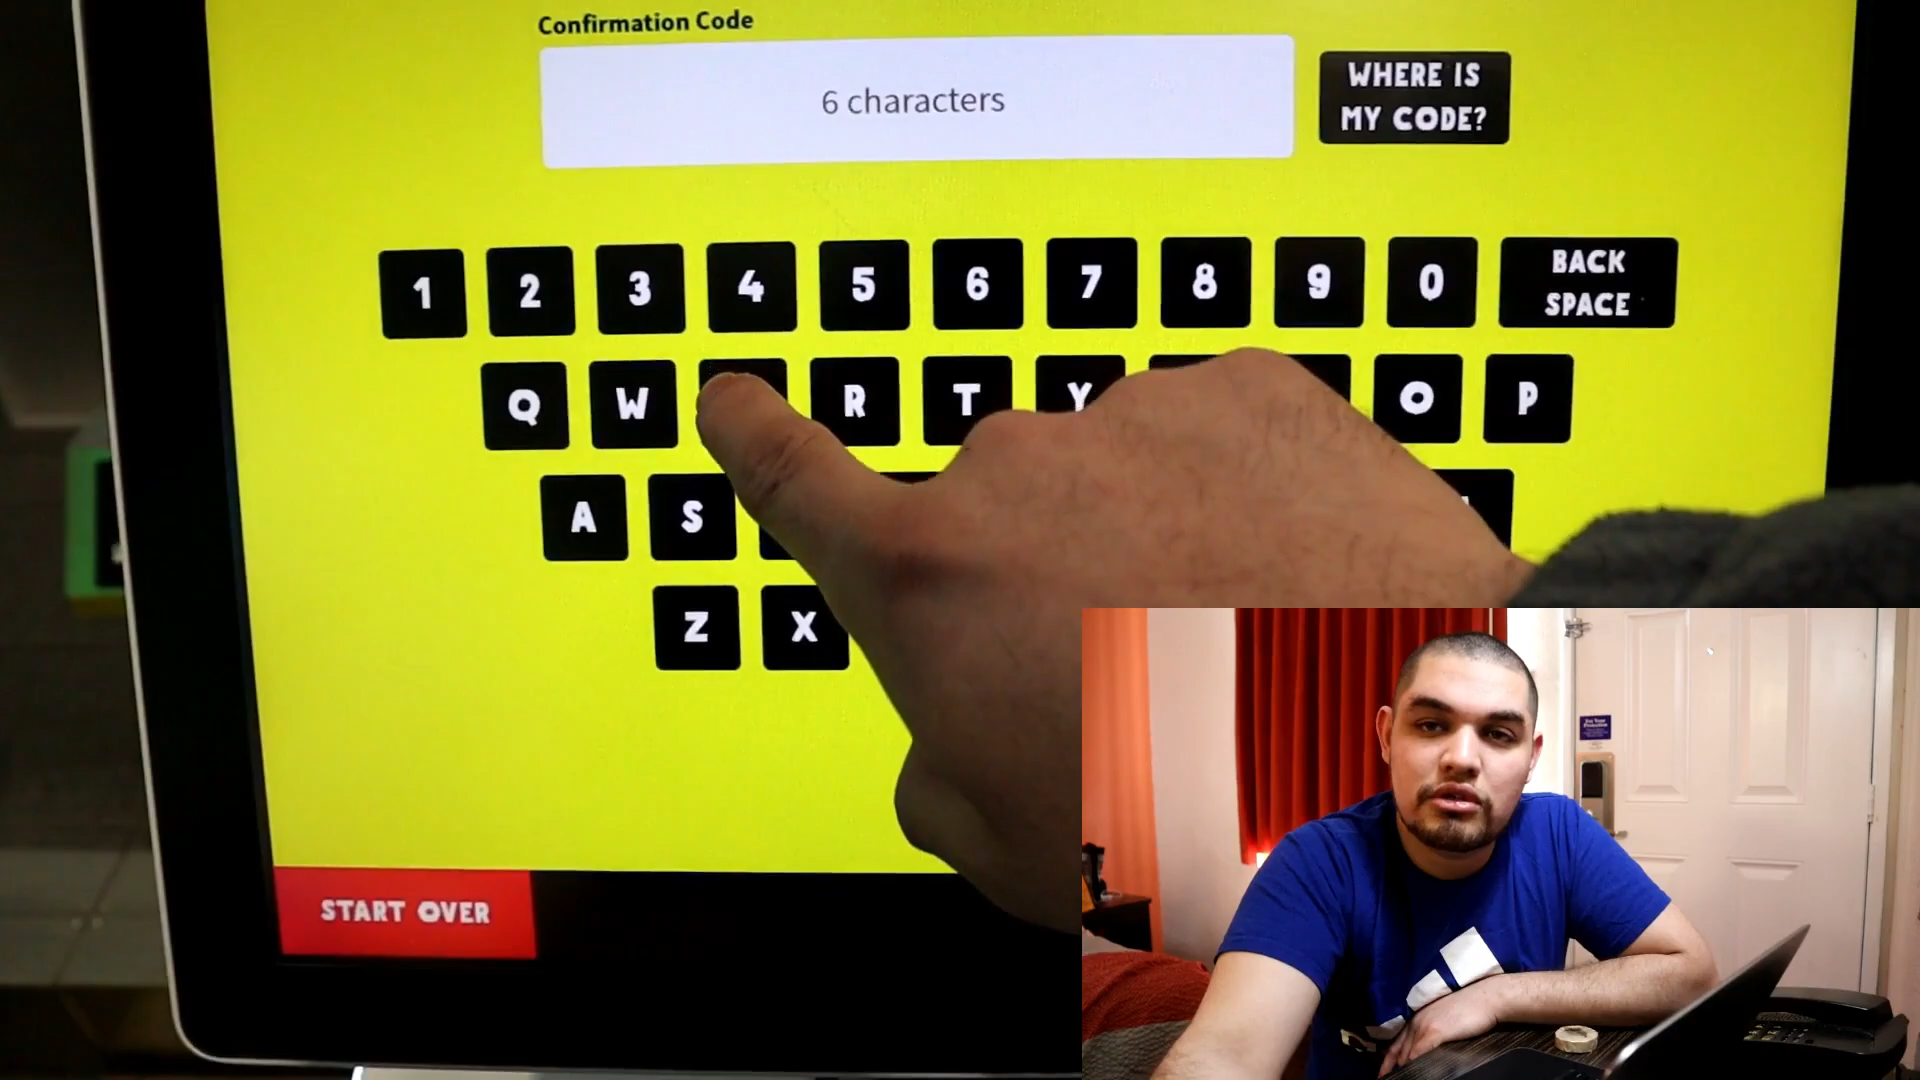 Confirmation Code
6 characters
WHERE IS
MY CODE?
1 2 3 4 5 6 7 8 9 0 BACK
SPACE
Q W R T Y O P
A S
Z X
START OVER